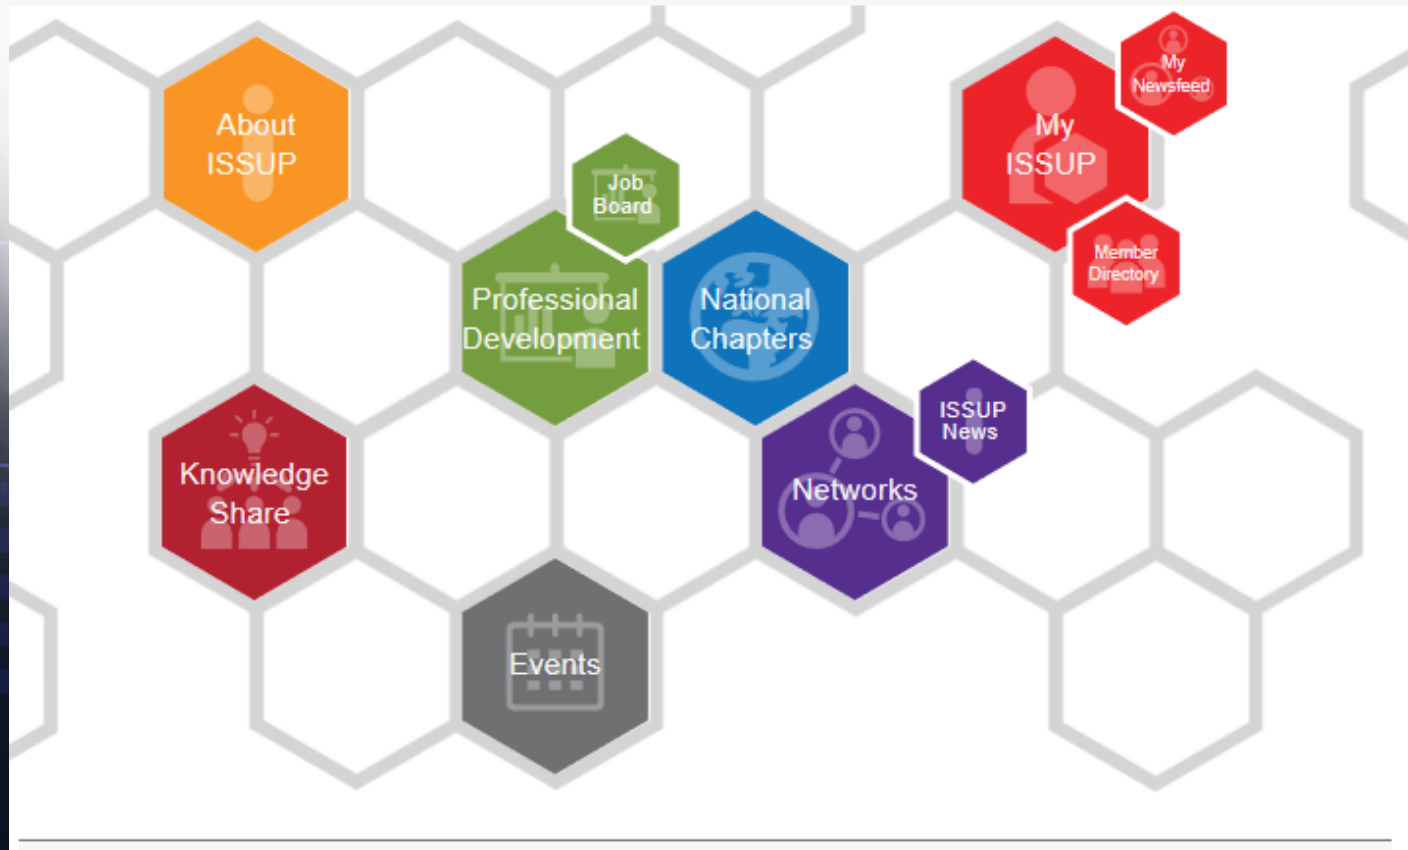 About
ISSUP
My
ISSUP
My
Newsfeed
Job
Board
Member
Directory
Professional
Development
National
Chapters
ISSUP
News
Knowledge
Share
Networks
Events